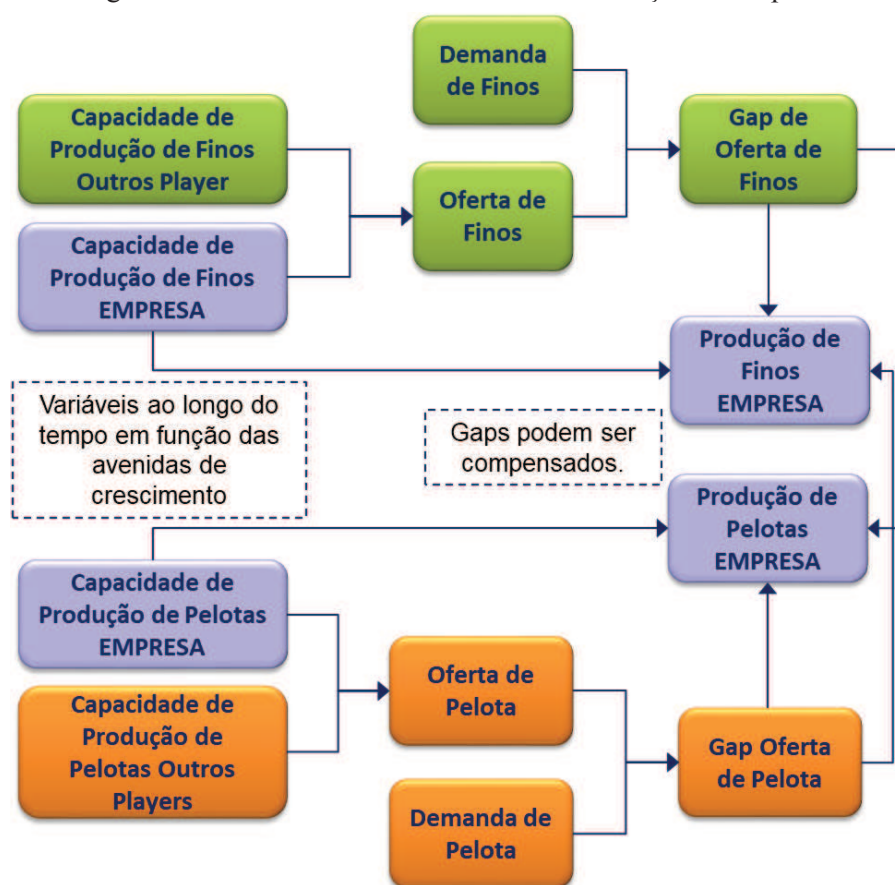 Demanda
de Finos
Capacidade de
Produção de Finos
Outros Player
Gap de
Oferta de
Finos
Oferta de
Finos
Capacidade de
Produção de Finos
EMPRESA
Produção de
Finos
EMPRESA
Variáveis ao longo do
tempo em função das
avenidas de
crescimento
Gaps podem ser
compensados.
Produção de
Pelotas
EMPRESA
Capacidade de
Produção de Pelotas
EMPRESA
Oferta de
Pelota
Capacidade de
Produção de
Pelotas Outros
Players
Gap Oferta
de Pelota
Demanda de
Pelota